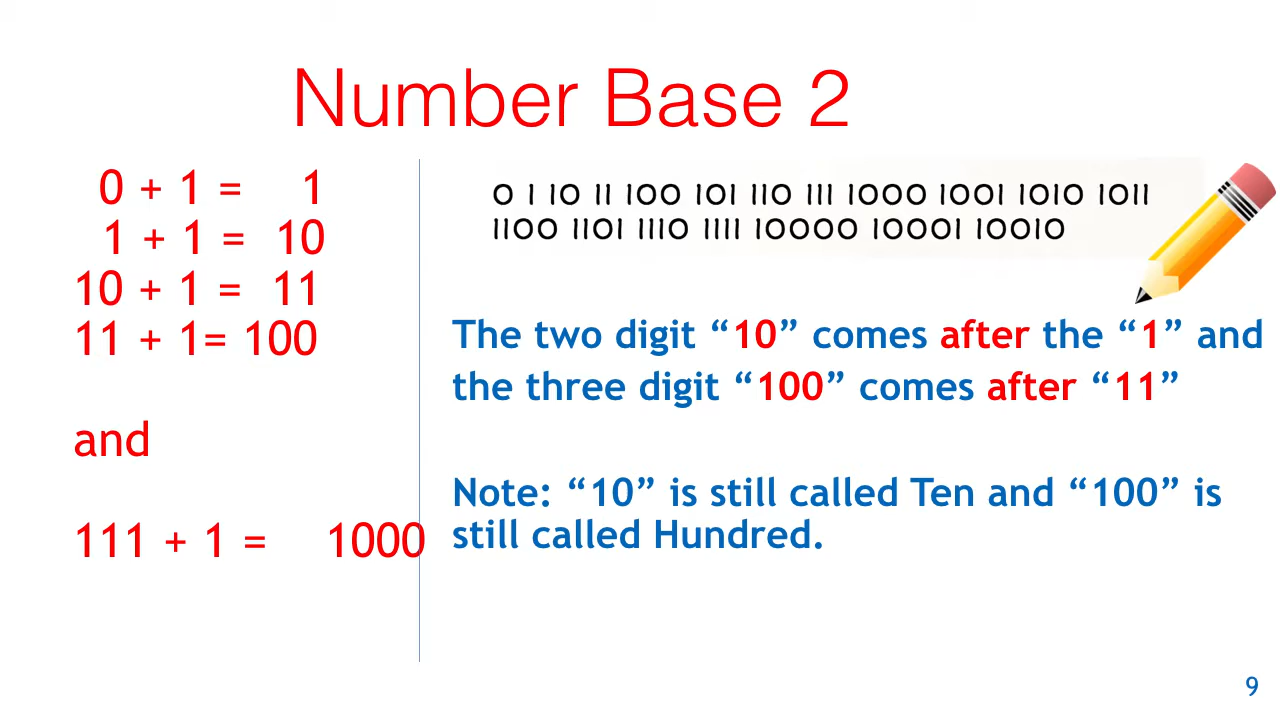 Number Base 2
0 + 1 = 1
1 + 1 = 10
10 + 1 = 11
11 + 1= 100
and
111 + 1 = 1000
0 1 10 11 100 101 110 111 1000 1001 1010 1011
1100 1101 1110 1111 10000 10001 10010
The two digit “10” comes after the “1” and
the three digit “100” comes after “11”
Note: “10” is still called Ten and “100” is
still called Hundred.
9